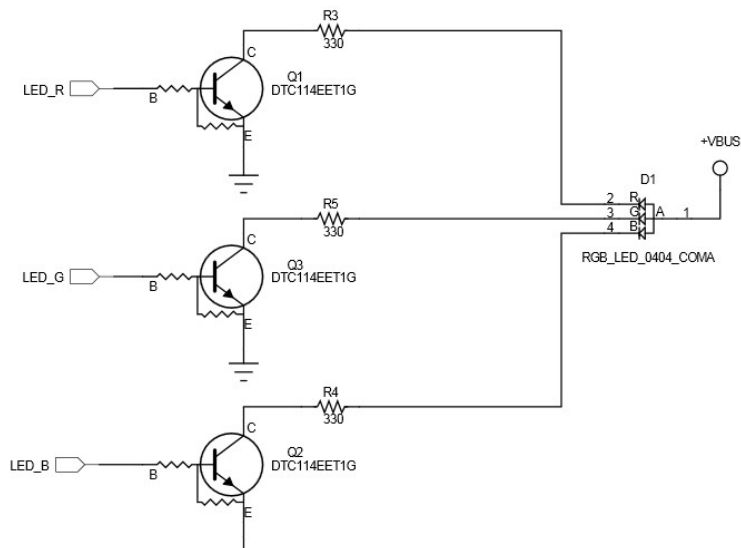 R3
330
C
Q1
DTC114EET1G
LED_R
B
E
+VBUS
D1
2 R
3 G A 1
4 B
RGB_LED_0404_COMA
R5
330
C
Q3
DTC114EET1G
LED_G
B
E
R4
330
C
Q2
DTC114EET1G
LED_B
B
E